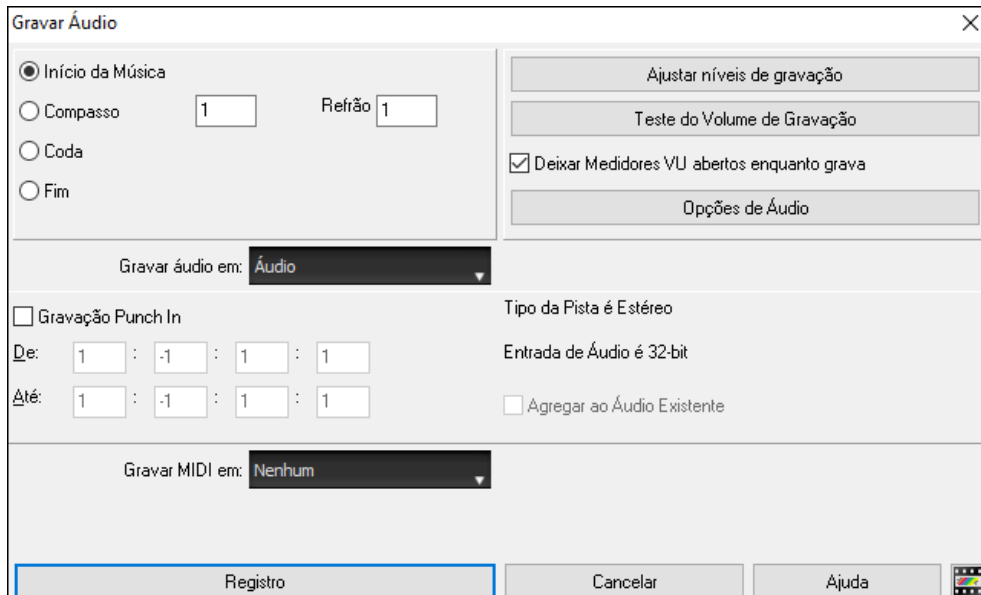 Gravar Áudio
Início da Música
Compasso 1 Refrão 1
Coda
Fim
Ajustar níveis de gravação
Teste do Volume de Gravação
Deixar Medidores VU abertos enquanto grava
Opções de Áudio
Gravar áudio em: Áudio
Gravação Punch In
De: 1 : -1 : 1 : 1
Até: 1 : -1 : 1 : 1
Tipo da Pista é Estéreo
Entrada de Áudio é 32-bit
Agregar ao Áudio Existente
Gravar MIDI em: Nenhum
Registro Cancelar Ajuda